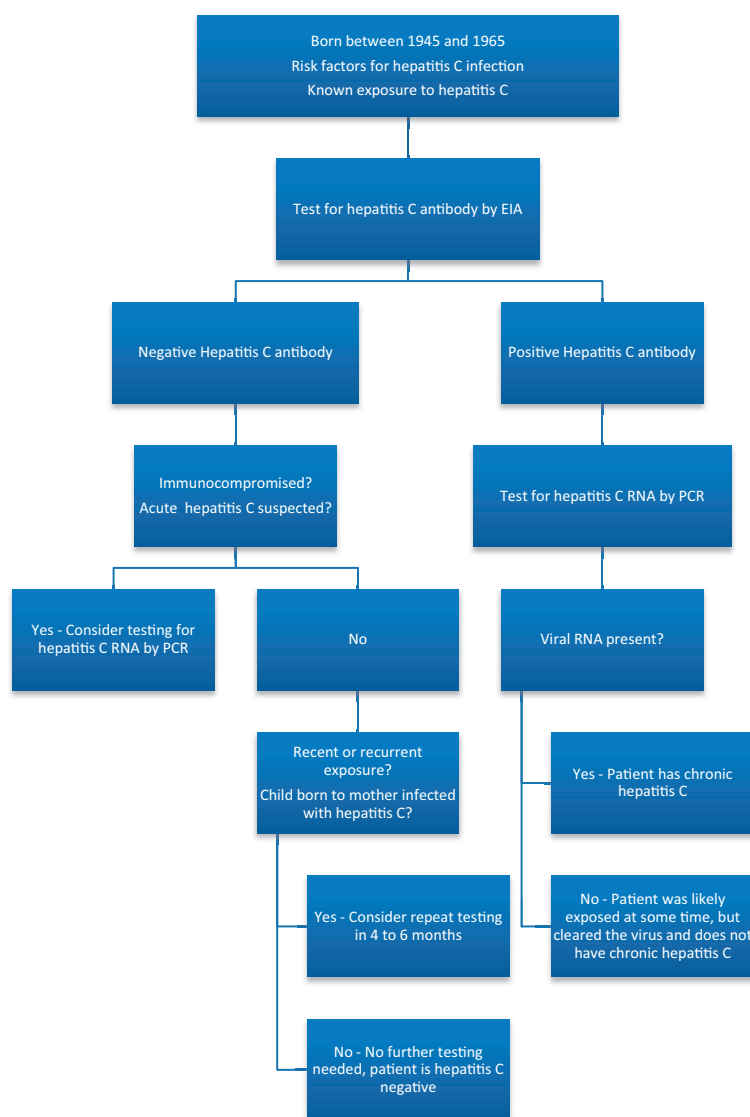 Born between 1945 and 1965
Risk factors for hepatitis C infection
Known exposure to hepatitis C
Test for hepatitis C antibody by EIA
Negative Hepatitis C antibody
Positive Hepatitis C antibody
Immunocompromised?
Acute hepatitis C suspected?
Test for hepatitis C RNA by PCR
Yes - Consider testing for
hepatitis C RNA by PCR
No
Viral RNA present?
Recent or recurrent
exposure?
Child born to mother infected
with hepatitis C?
Yes - Patient has chronic
hepatitis C
Yes - Consider repeat testing
in 4 to 6 months
No - Patient was likely
exposed at some time, but
cleared the virus and does not
have chronic hepatitis C
No - No further testing
needed, patient is hepatitis C
negative